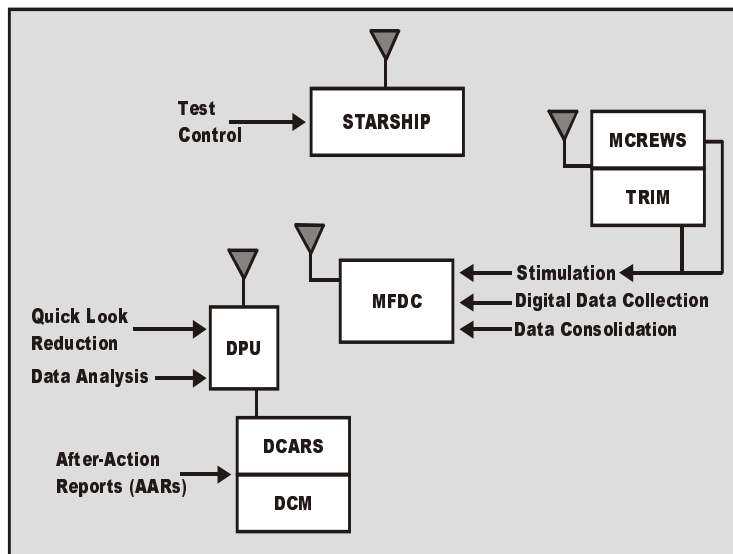 Test
Control
STARSHIP
MCREWS
TRIM
Stimulation
MFDC
Digital Data Collection
Data Consolidation
Quick Look
Reduction
DPU
Data Analysis
DCARS
After-Action
Reports (AARs)
DCM